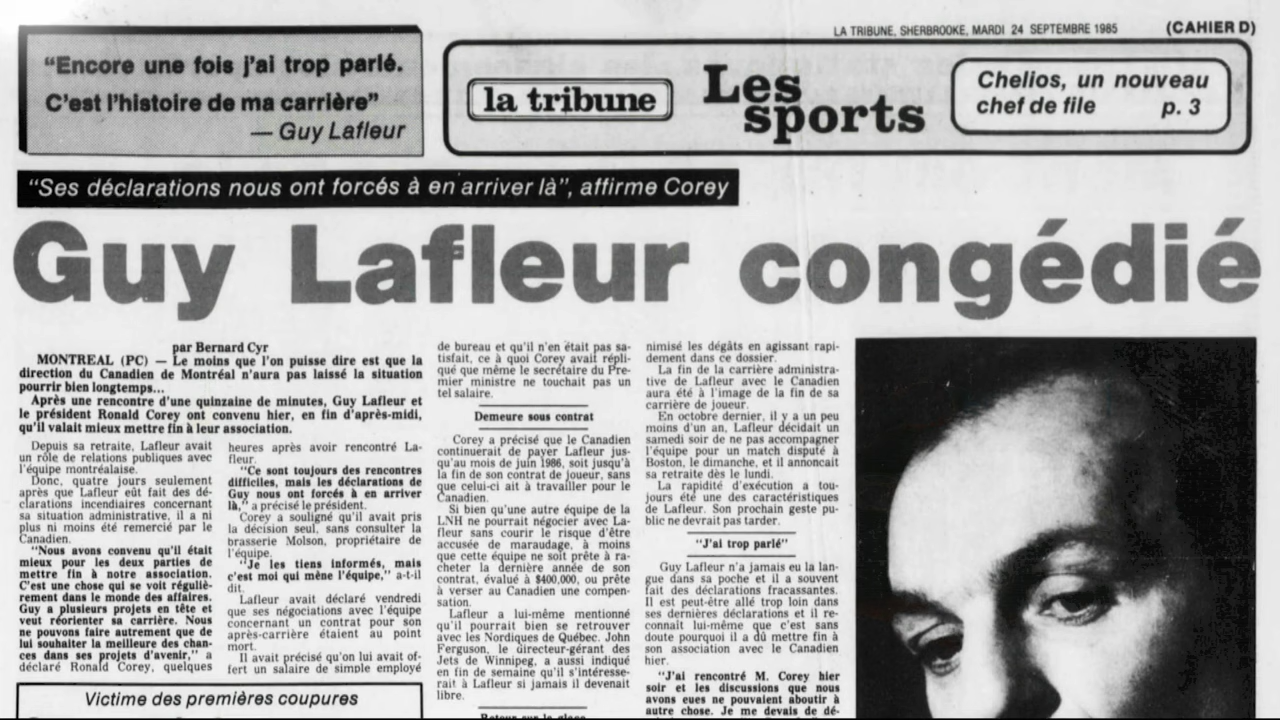 LA TRIBUNE, SHERBROOKE, MARDI 24 SEPTEMBRE 1985 (CAHIER D)
“Encore une fois j’ai trop parlé.
C’est l’histoire de ma carrière”
— Guy Lafleur
la tribune
Les
sports
Chelios, un nouveau
chef de file p. 3
“Ses déclarations nous ont forcés à en arriver là”, affirme Corey
Guy Lafleur congédié
par Bernard Cyr
MONTREAL (PC) — Le moins que l’on puisse dire est que la
direction du Canadien de Montréal n’aura pas laissé la situation
pourrir bien longtemps...
Après une rencontre d’une quinzaine de minutes, Guy Lafleur et
le président Ronald Corey ont convenu hier, en fin d’après-midi,
qu’il valait mieux mettre fin à leur association.
Depuis sa retraite, Lafleur avait
un rôle de relations publiques avec
l’équipe montréalaise.
Donc, quatre jours seulement
après que Lafleur eût fait des dé-
clarations incendiaires concernant
sa situation administrative, il a ni
plus ni moins été remercié par le
Canadien.
“Nous avons convenu qu’il était
mieux pour les deux parties de
mettre fin à notre association.
C’est une chose qui se voit réguliè-
rement dans le monde des affaires.
Guy a plusieurs projets en tête et
veut réorienter sa carrière. Nous
ne pouvons faire autrement que de
lui souhaiter la meilleure des chan-
ces dans ses projets d’avenir,” a
déclaré Ronald Corey, quelques
heures après avoir rencontré La-
fleur.
“Ce sont toujours des rencontres
difficiles, mais les déclarations de
Guy nous ont forcés à en arriver
là,” a précisé le président.
Corey a souligné qu’il avait pris
la décision seul, sans consulter la
brasserie Molson, propriétaire de
l’équipe.
“Je les tiens informés, mais
c’est moi qui mène l’équipe,” a-t-il
dit.
Lafleur avait déclaré vendredi
que ses négociations avec l’équipe
concernant un contrat pour son
après-carrière étaient au point
mort.
Il avait précisé qu’on lui avait of-
fert un salaire de simple employé
de bureau et qu’il n’en était pas sa-
tisfait, ce à quoi Corey avait répli-
qué que même le secrétaire du Pre-
mier ministre ne touchait pas un
tel salaire.
Demeure sous contrat
Corey a précisé que le Canadien
continuerait de payer Lafleur jus-
qu’au mois de juin 1986, soit jusqu’à
la fin de son contrat de joueur, sans
que celui-ci ait à travailler pour le
Canadien.
Si bien qu’une autre équipe de la
LNH ne pourrait négocier avec La-
fleur sans courir le risque d’être
accusée de maraudage, à moins
que cette équipe ne soit prête à ra-
cheter la dernière année de son
contrat, évalué à $400,000, ou prête
à verser au Canadien une compen-
sation.
Lafleur a lui-même mentionné
qu’il pourrait bien se retrouver
avec les Nordiques de Québec. John
Ferguson, le directeur-gérant des
Jets de Winnipeg, a aussi indiqué
en fin de semaine qu’il s’intéresse-
rait à Lafleur si jamais il devenait
libre.
Retour sur la glace
nimisé les dégâts en agissant rapi-
dement dans ce dossier.
La fin de la carrière administra-
tive de Lafleur avec le Canadien
aura été à l’image de la fin de sa
carrière de joueur.
En octobre dernier, il y a un peu
moins d’un an, Lafleur décidait un
samedi soir de ne pas accompagner
l’équipe pour un match disputé à
Boston, le dimanche, et il annoncait
sa retraite dès le lundi.
La rapidité d’exécution a tou-
jours été une des caractéristiques
de Lafleur. Son prochain geste pu-
blic ne devrait pas tarder.
“J’ai trop parlé”
Guy Lafleur n’a jamais eu la lan-
gue dans sa poche et il a souvent
fait des déclarations fracassantes.
Il est peut-être allé trop loin dans
ses dernières déclarations et il re-
connaît lui-même que c’est sans
doute pourquoi il a dû mettre fin à
son association avec le Canadien
hier.
“J’ai rencontré M. Corey hier
soir et les discussions que nous
avons eues ne pouvaient aboutir à
autre chose. Je me devais de dé-
Victime des premières coupures